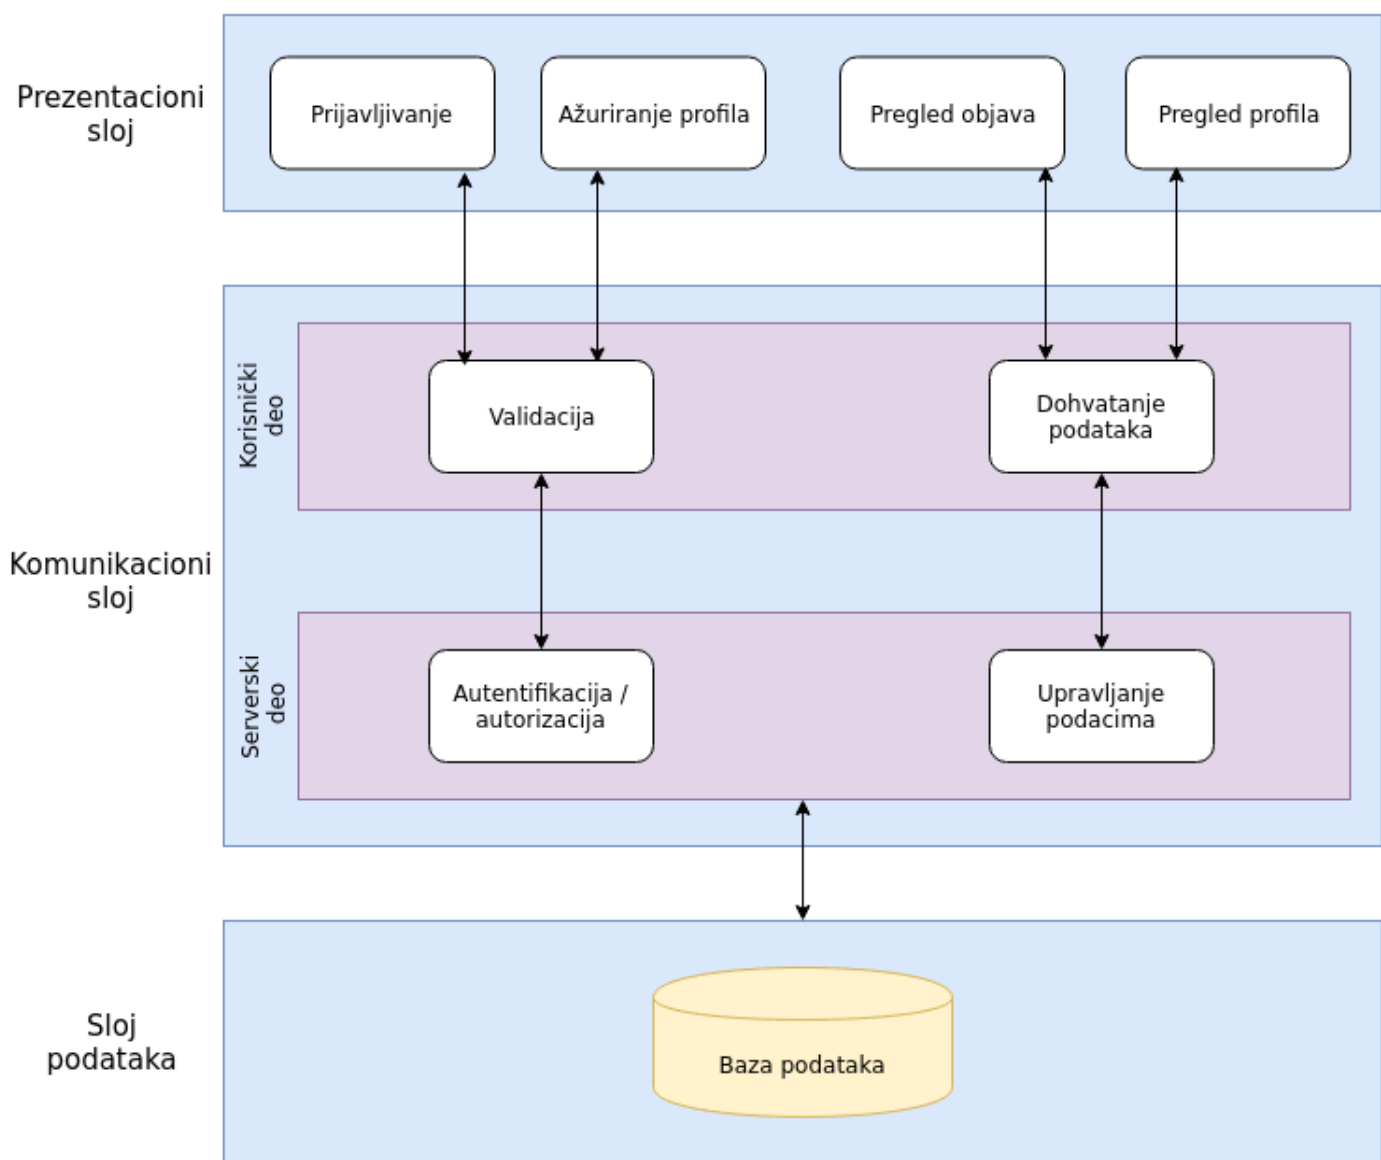 Prezentacioni
sloj
Prijavljivanje
Ažuriranje profila
Pregled objava
Pregled profila
Komunikacioni
sloj
Korisnički
deo
Validacija
Dohvatanje
podataka
Serverski
deo
Autentifikacija /
autorizacija
Upravljanje
podacima
Sloj
podataka
Baza podataka